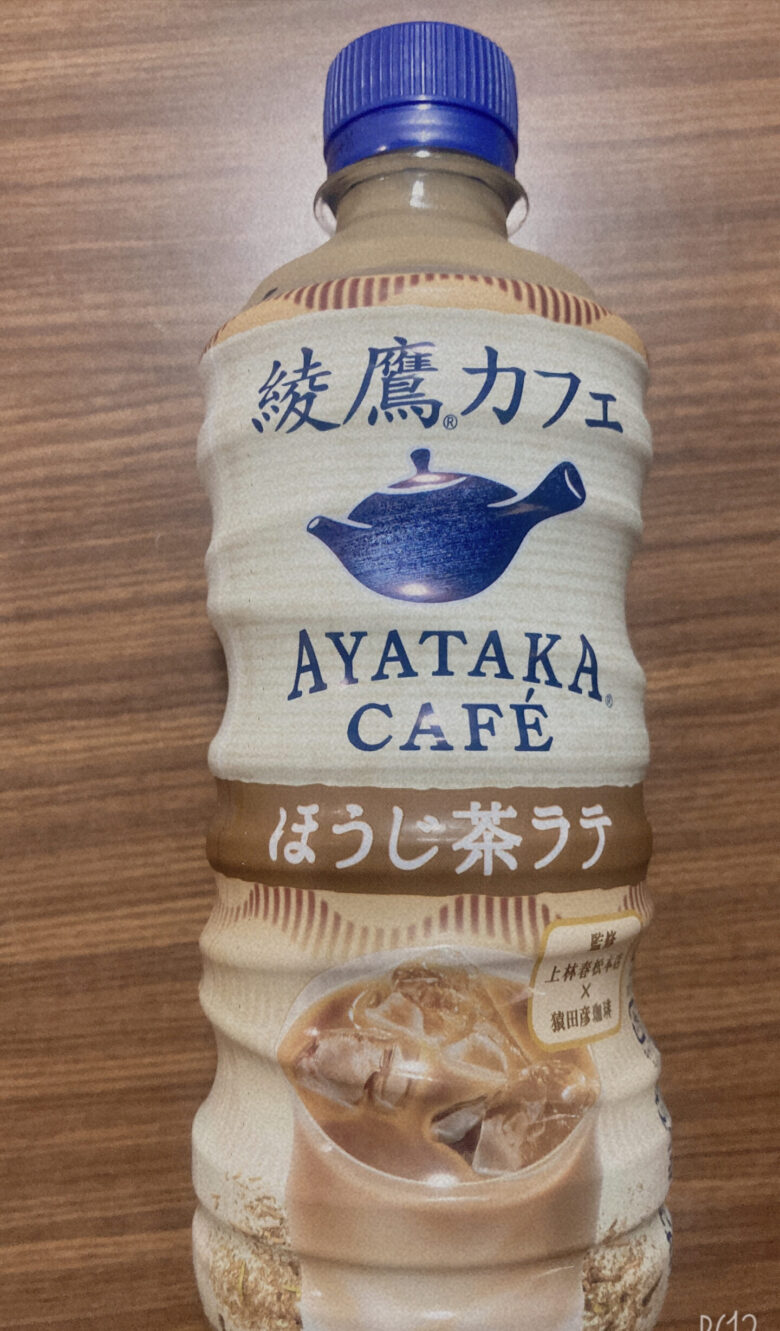 綾鷹®カフェ
AYATAKA®
CAFÉ
ほうじ茶ラテ
監修
上林春松本店
×
猿田彦珈琲